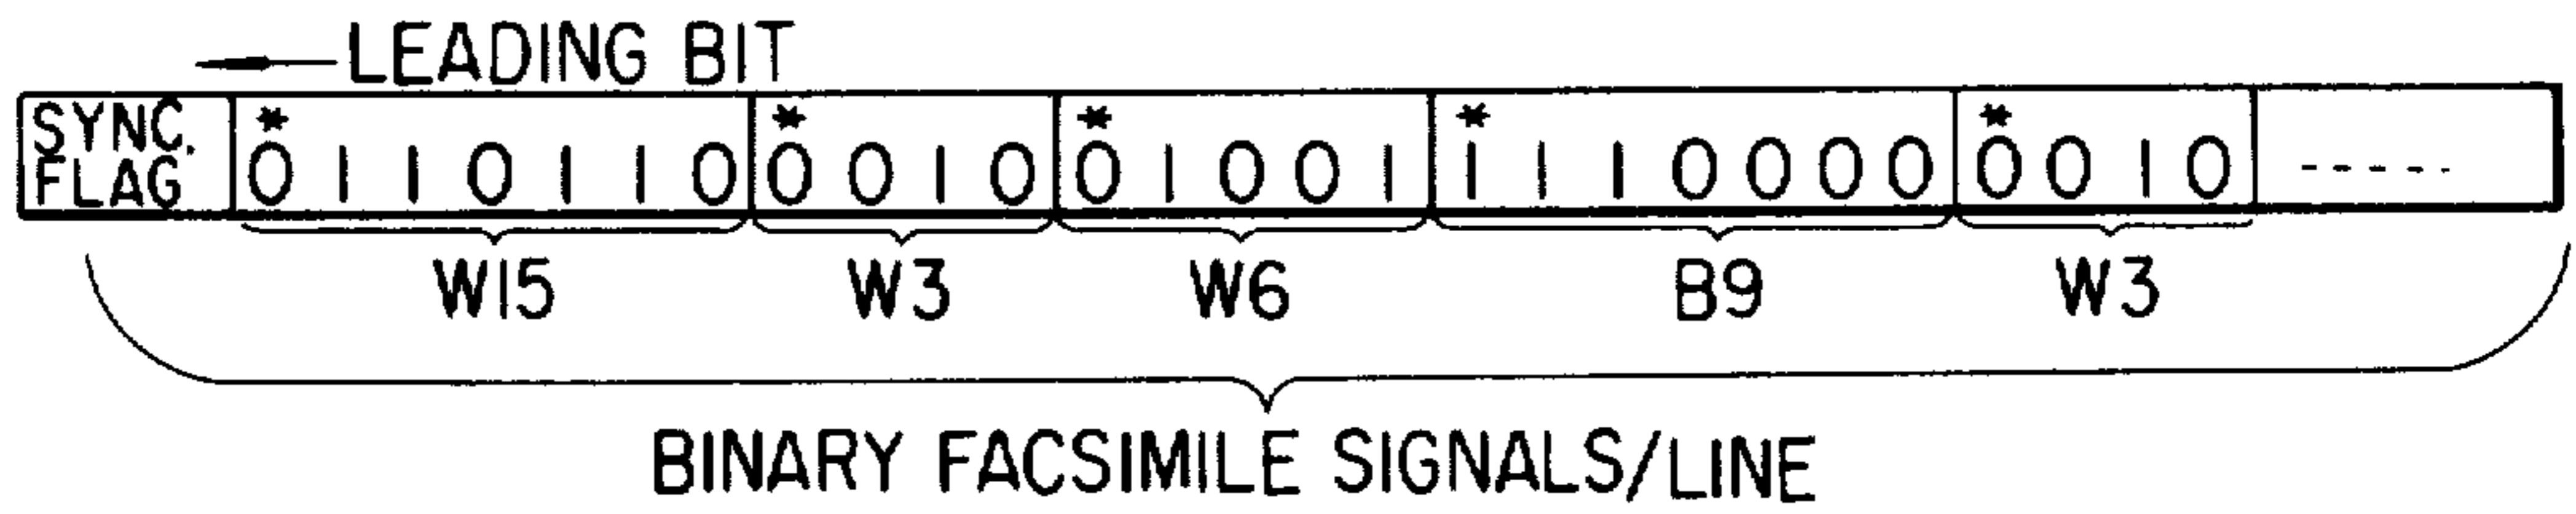 LEADING BIT
SYNC. FLAG
* * * * *
0 1 1 0 1 1 0 0 0 1 0 0 1 0 0 1 1 1 1 0 0 0 0 0 0 1 0 -----
W15 W3 W6 B9 W3
BINARY FACSIMILE SIGNALS/LINE